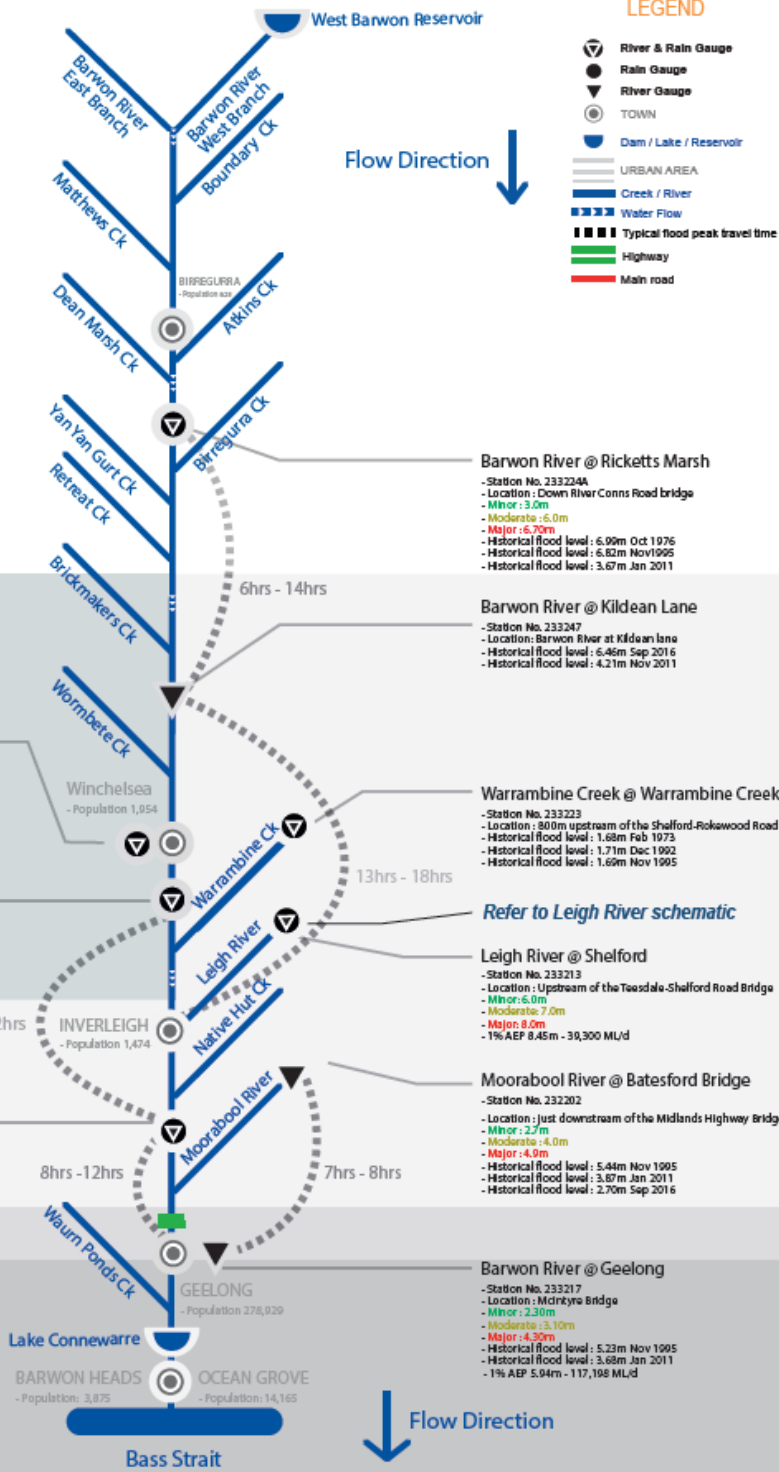 LEGEND
West Barwon Reservoir
River & Rain Gauge
Rain Gauge
River Gauge
TOWN
Dam / Lake / Reservoir
URBAN AREA
Creek / River
Water Flow
Typical flood peak travel time
Highway
Main road
Flow Direction
Barwon River
East Branch
Barwon River
West Branch
Boundary Ck
Matthews Ck
BIRREGURRA
- Population 828
Atkins Ck
Dean Marsh Ck
Birregurra Ck
Yan Yan Gurt Ck
Retreat Ck
Barwon River @ Ricketts Marsh
- Station No. 233224A
- Location : Down River Conns Road bridge
- Minor : 3.0m
- Moderate : 6.0m
- Major : 6.70m
- Historical flood level : 6.99m Oct 1976
- Historical flood level : 6.82m Nov1995
- Historical flood level : 3.67m Jan 2011
Brickmakers Ck
6hrs - 14hrs
Barwon River @ Kildean Lane
- Station No. 233247
- Location: Barwon River at Kildean lane
- Historical flood level : 6.46m Sep 2016
- Historical flood level : 4.21m Nov 2011
Wormbete Ck
Winchelsea
- Population 1,954
Warrambine Creek @ Warrambine Creek
- Station No. 233223
- Location : 800m upstream of the Shelford-Rokewood Road
- Historical flood level : 1.68m Feb 1973
- Historical flood level : 1.71m Dec 1992
- Historical flood level : 1.69m Nov 1995
Warrambine Ck
13hrs - 18hrs
Refer to Leigh River schematic
Leigh River
Leigh River @ Shelford
- Station No. 233213
- Location : Upstream of the Teesdale-Shelford Road Bridge
- Minor: 6.0m
- Moderate: 7.0m
- Major: 8.0m
- 1% AEP 8.45m - 39,300 ML/d
Native Hut Ck
2hrs
INVERLEIGH
- Population 1,474
Moorabool River
Moorabool River @ Batesford Bridge
- Station No. 232202
- Location : just downstream of the Midlands Highway Bridg
- Minor : 2.7m
- Moderate : 4.0m
- Major : 4.9m
- Historical flood level : 5.44m Nov 1995
- Historical flood level : 3.87m Jan 2011
- Historical flood level : 2.70m Sep 2016
8hrs -12hrs
7hrs - 8hrs
Waurn Ponds Ck
GEELONG
- Population 278,929
Barwon River @ Geelong
- Station No. 233217
- Location : McIntyre Bridge
- Minor : 2.30m
- Moderate : 3.10m
- Major : 4.30m
- Historical flood level : 5.23m Nov 1995
- Historical flood level : 3.68m Jan 2011
- 1% AEP 5.94m - 117,198 ML/d
Lake Connewarre
BARWON HEADS
- Population: 3,875
OCEAN GROVE
- Population: 14,165
Flow Direction
Bass Strait